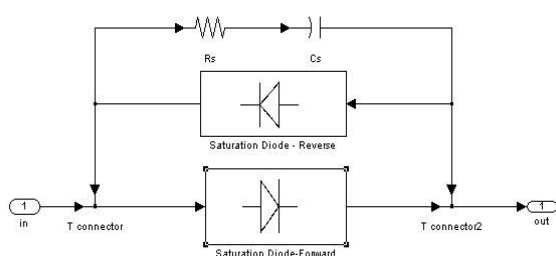 Rs
Cs
Saturation Diode - Reverse
1
in
T connector
T connector2
1
out
Saturation Diode-Forward